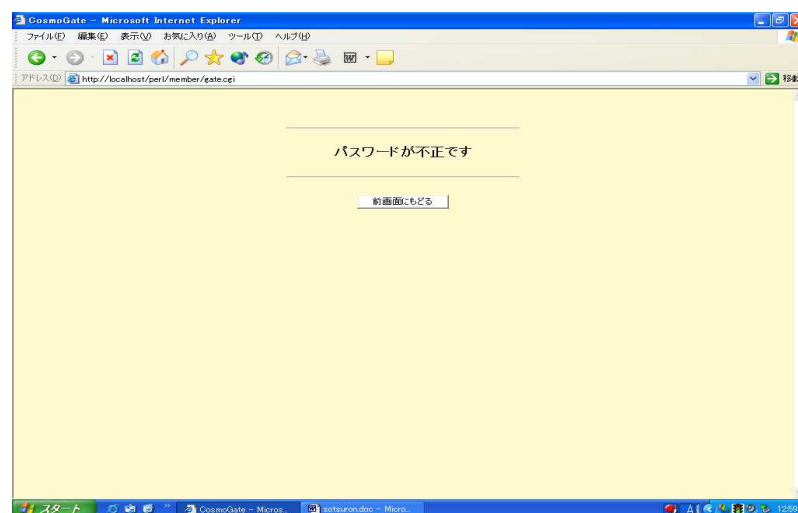 CosmoGate - Microsoft Internet Explorer
ファイル(F) 編集(E) 表示(V) お気に入り(A) ツール(T) ヘルプ(H)
アドレス(D) http://localhost/perl/member/gate.cgi 移動
パスワードが不正です
前画面にもどる
スタート CosmoGate - Micros... sotsuron.doc - Micro... A 12:59